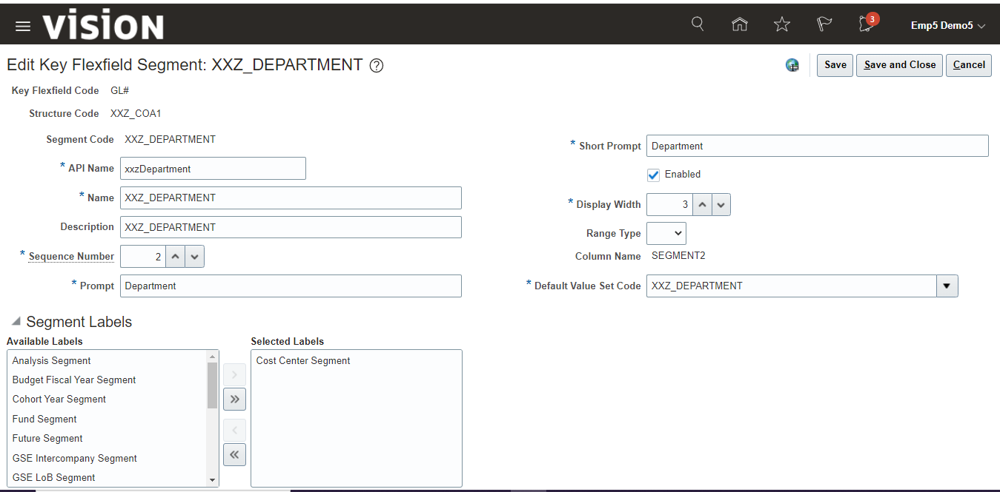 VISION
3
Emp5 Demo5
Edit Key Flexfield Segment: XXZ_DEPARTMENT
Save
Save and Close
Cancel
Key Flexfield Code GL#
Structure Code XXZ_COA1
Segment Code XXZ_DEPARTMENT
* API Name xxzDepartment
* Name XXZ_DEPARTMENT
Description XXZ_DEPARTMENT
* Sequence Number 2
* Prompt Department
* Short Prompt Department
Enabled
* Display Width 3
Range Type
Column Name SEGMENT2
* Default Value Set Code XXZ_DEPARTMENT
Segment Labels
Available Labels
Analysis Segment
Budget Fiscal Year Segment
Cohort Year Segment
Fund Segment
Future Segment
GSE Intercompany Segment
GSE LoB Segment
Selected Labels
Cost Center Segment